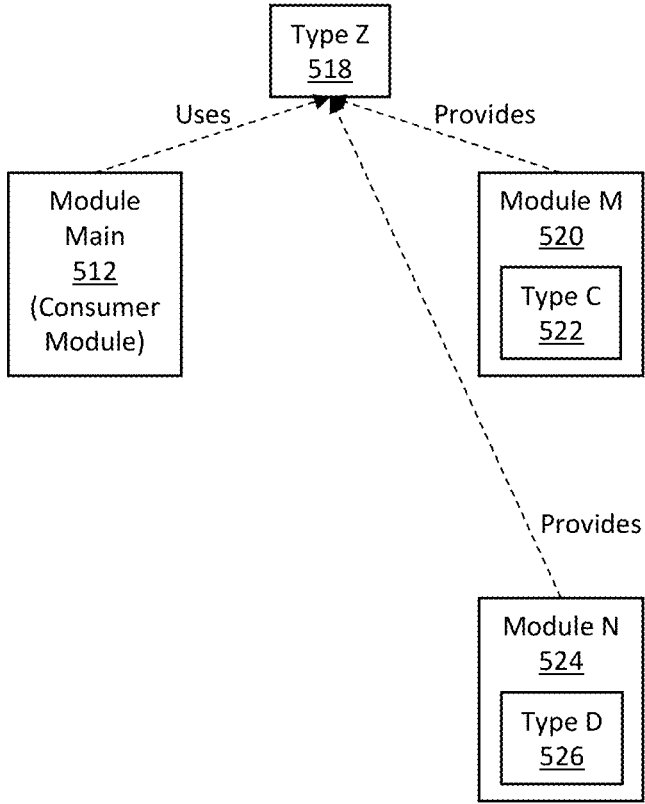 Type Z
518
Uses
Provides
Module
Main
512
(Consumer
Module)
Module M
520
Type C
522
Provides
Module N
524
Type D
526